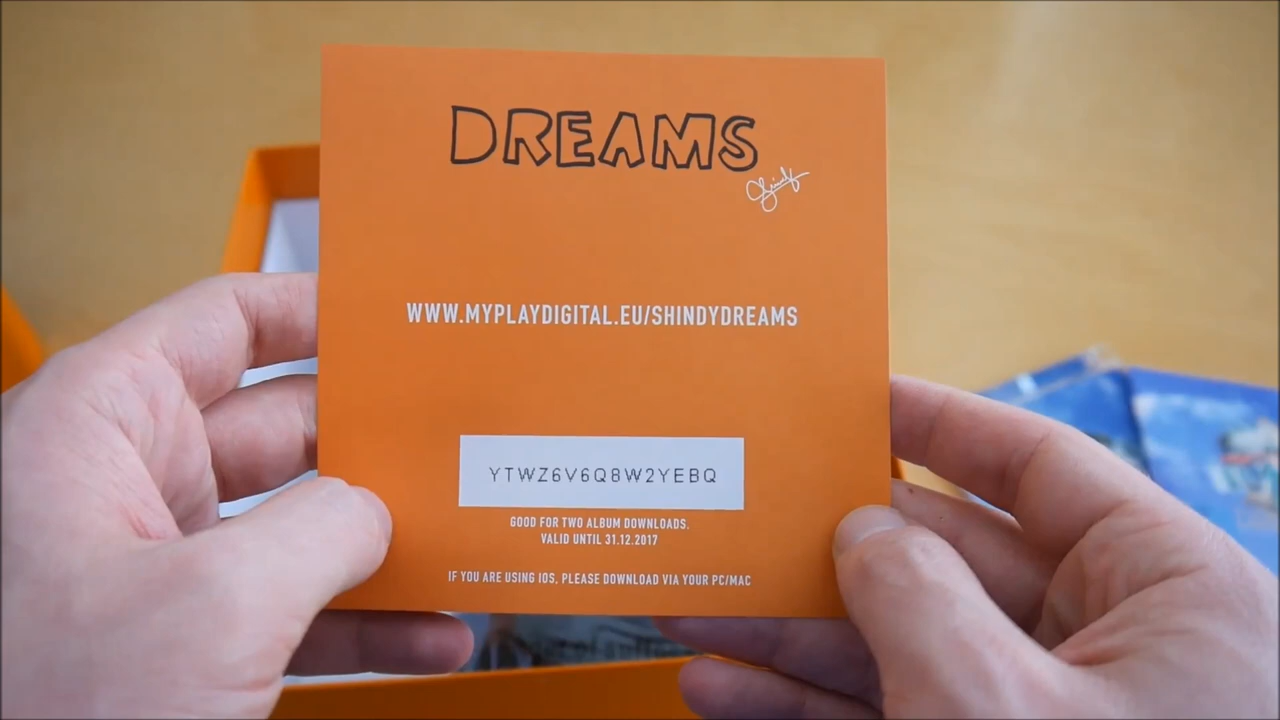 DREAMS
Shindy
WWW.MYPLAYDIGITAL.EU/SHINDYDREAMS
YTWZ6V6Q8W2YEBQ
GOOD FOR TWO ALBUM DOWNLOADS.
VALID UNTIL 31.12.2017
IF YOU ARE USING IOS, PLEASE DOWNLOAD VIA YOUR PC/MAC